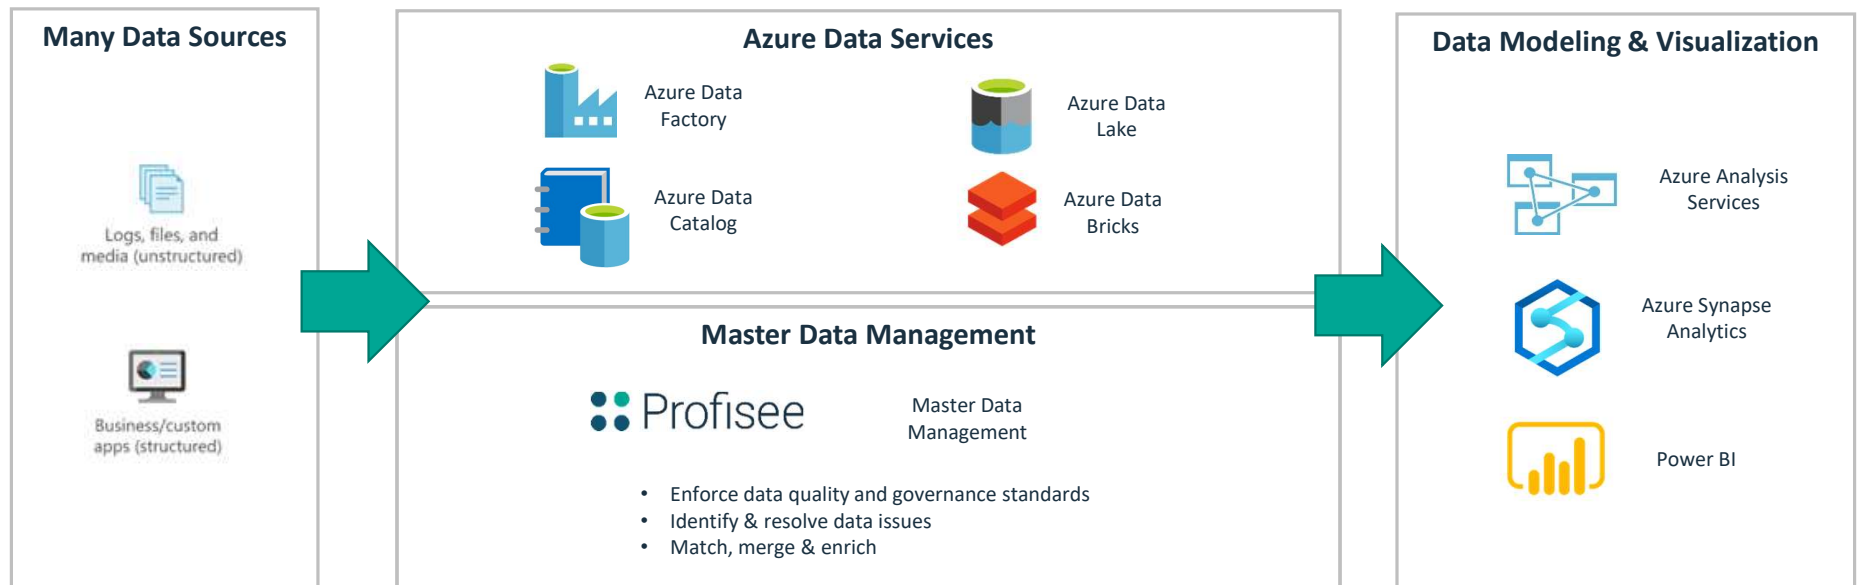 Many Data Sources
Logs, files, and
media (unstructured)
Business/custom
apps (structured)
Azure Data Services
Azure Data
Factory
Azure Data
Lake
Azure Data
Catalog
Azure Data
Bricks
Master Data Management
Profisee
Master Data
Management
• Enforce data quality and governance standards
• Identify & resolve data issues
• Match, merge & enrich
Data Modeling & Visualization
Azure Analysis
Services
Azure Synapse
Analytics
Power BI